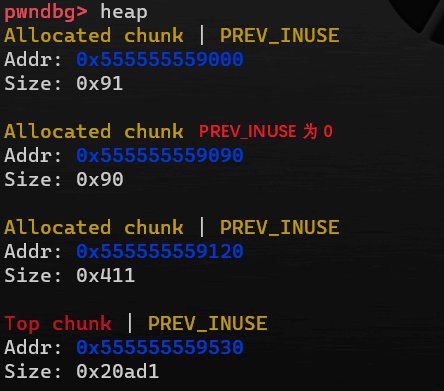 pwndbg> heap
Allocated chunk | PREV_INUSE
Addr: 0x555555559000
Size: 0x91
Allocated chunk PREV_INUSE 为 0
Addr: 0x555555559090
Size: 0x90
Allocated chunk | PREV_INUSE
Addr: 0x555555559120
Size: 0x411
Top chunk | PREV_INUSE
Addr: 0x555555559530
Size: 0x20ad1